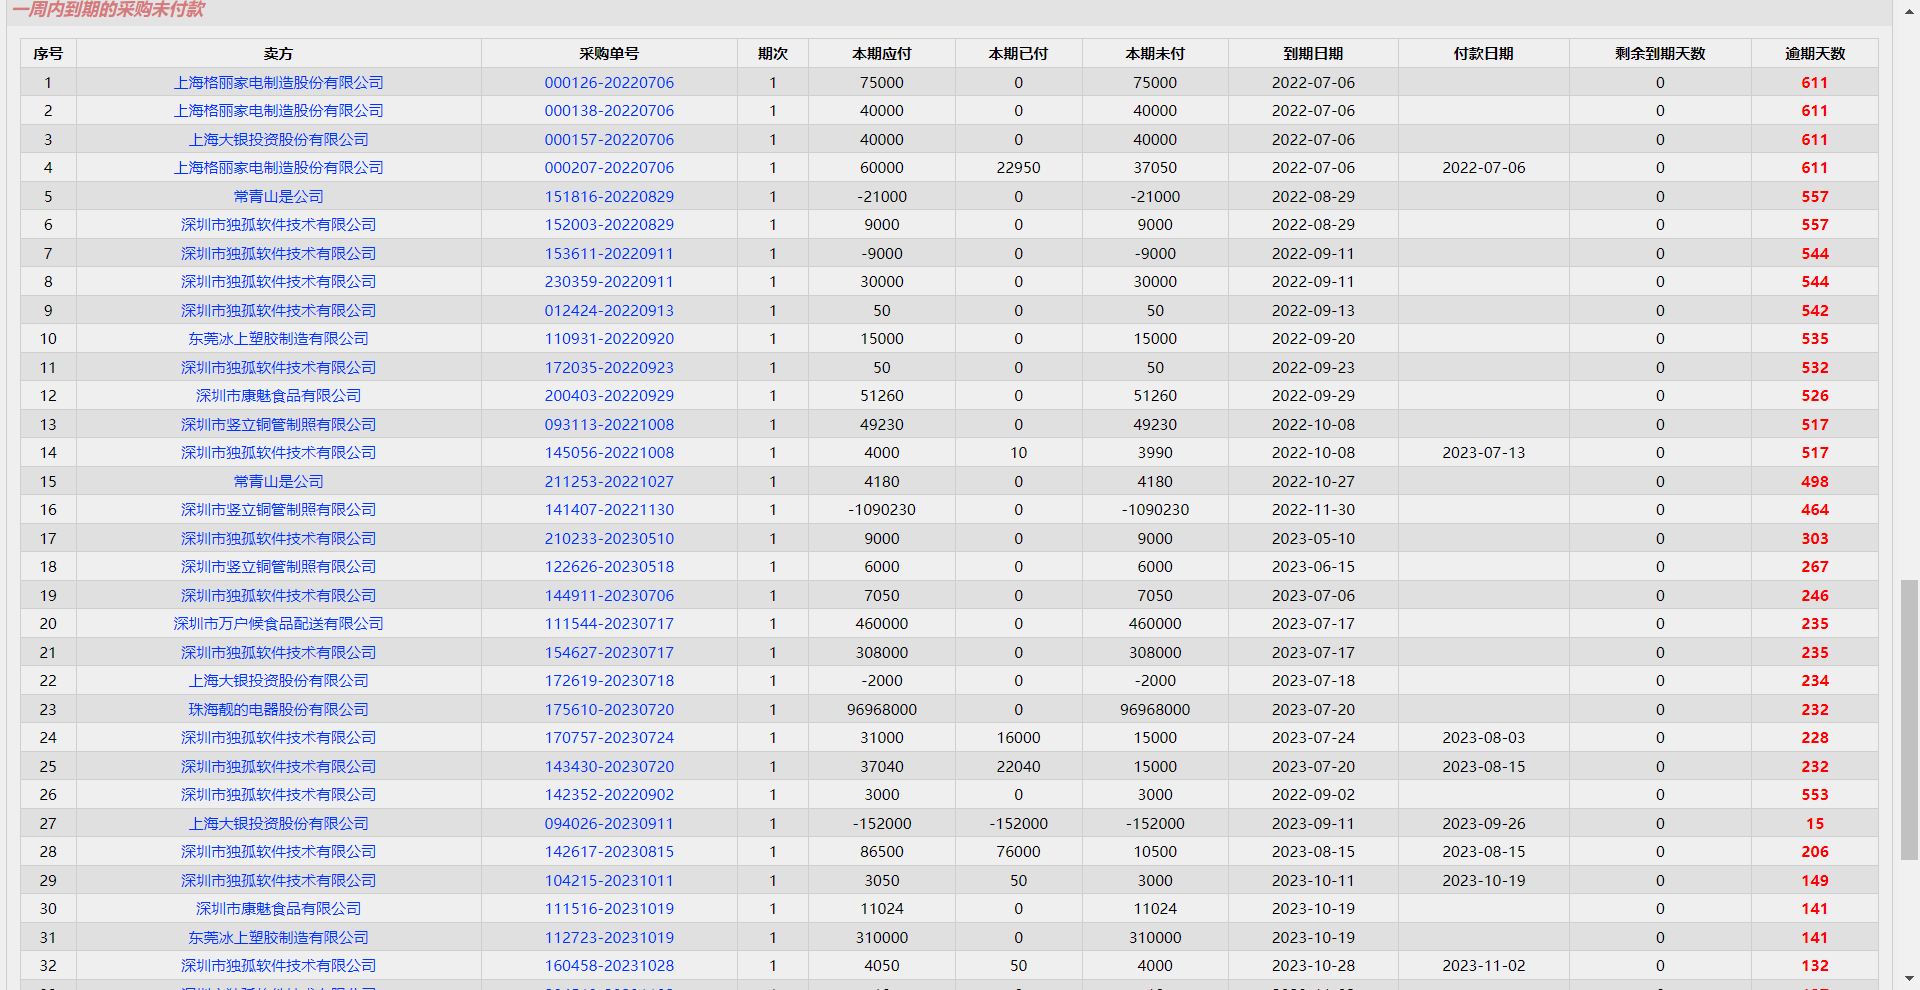 一周内到期的采购未付款
序号 卖方 采购单号 期次 本期应付 本期已付 本期未付 到期日期 付款日期 剩余到期天数 逾期天数
1 上海格丽家电制造股份有限公司 000126-20220706 1 75000 0 75000 2022-07-06 0 611
2 上海格丽家电制造股份有限公司 000138-20220706 1 40000 0 40000 2022-07-06 0 611
3 上海大银投资股份有限公司 000157-20220706 1 40000 0 40000 2022-07-06 0 611
4 上海格丽家电制造股份有限公司 000207-20220706 1 60000 22950 37050 2022-07-06 2022-07-06 0 611
5 常青山是公司 151816-20220829 1 -21000 0 -21000 2022-08-29 0 557
6 深圳市独孤软件技术有限公司 152003-20220829 1 9000 0 9000 2022-08-29 0 557
7 深圳市独孤软件技术有限公司 153611-20220911 1 -9000 0 -9000 2022-09-11 0 544
8 深圳市独孤软件技术有限公司 230359-20220911 1 30000 0 30000 2022-09-11 0 544
9 深圳市独孤软件技术有限公司 012424-20220913 1 50 0 50 2022-09-13 0 542
10 东莞冰上塑胶制造有限公司 110931-20220920 1 15000 0 15000 2022-09-20 0 535
11 深圳市独孤软件技术有限公司 172035-20220923 1 50 0 50 2022-09-23 0 532
12 深圳市康魅食品有限公司 200403-20220929 1 51260 0 51260 2022-09-29 0 526
13 深圳市竖立铜管制照有限公司 093113-20221008 1 49230 0 49230 2022-10-08 0 517
14 深圳市独孤软件技术有限公司 145056-20221008 1 4000 10 3990 2022-10-08 2023-07-13 0 517
15 常青山是公司 211253-20221027 1 4180 0 4180 2022-10-27 0 498
16 深圳市竖立铜管制照有限公司 141407-20221130 1 -1090230 0 -1090230 2022-11-30 0 464
17 深圳市独孤软件技术有限公司 210233-20230510 1 9000 0 9000 2023-05-10 0 303
18 深圳市竖立铜管制照有限公司 122626-20230518 1 6000 0 6000 2023-06-15 0 267
19 深圳市独孤软件技术有限公司 144911-20230706 1 7050 0 7050 2023-07-06 0 246
20 深圳市万户候食品配送有限公司 111544-20230717 1 460000 0 460000 2023-07-17 0 235
21 深圳市独孤软件技术有限公司 154627-20230717 1 308000 0 308000 2023-07-17 0 235
22 上海大银投资股份有限公司 172619-20230718 1 -2000 0 -2000 2023-07-18 0 234
23 珠海靓的电器股份有限公司 175610-20230720 1 96968000 0 96968000 2023-07-20 0 232
24 深圳市独孤软件技术有限公司 170757-20230724 1 31000 16000 15000 2023-07-24 2023-08-03 0 228
25 深圳市独孤软件技术有限公司 143430-20230720 1 37040 22040 15000 2023-07-20 2023-08-15 0 232
26 深圳市独孤软件技术有限公司 142352-20220902 1 3000 0 3000 2022-09-02 0 553
27 上海大银投资股份有限公司 094026-20230911 1 -152000 -152000 -152000 2023-09-11 2023-09-26 0 15
28 深圳市独孤软件技术有限公司 142617-20230815 1 86500 76000 10500 2023-08-15 2023-08-15 0 206
29 深圳市独孤软件技术有限公司 104215-20231011 1 3050 50 3000 2023-10-11 2023-10-19 0 149
30 深圳市康魅食品有限公司 111516-20231019 1 11024 0 11024 2023-10-19 0 141
31 东莞冰上塑胶制造有限公司 112723-20231019 1 310000 0 310000 2023-10-19 0 141
32 深圳市独孤软件技术有限公司 160458-20231028 1 4050 50 4000 2023-10-28 2023-11-02 0 132